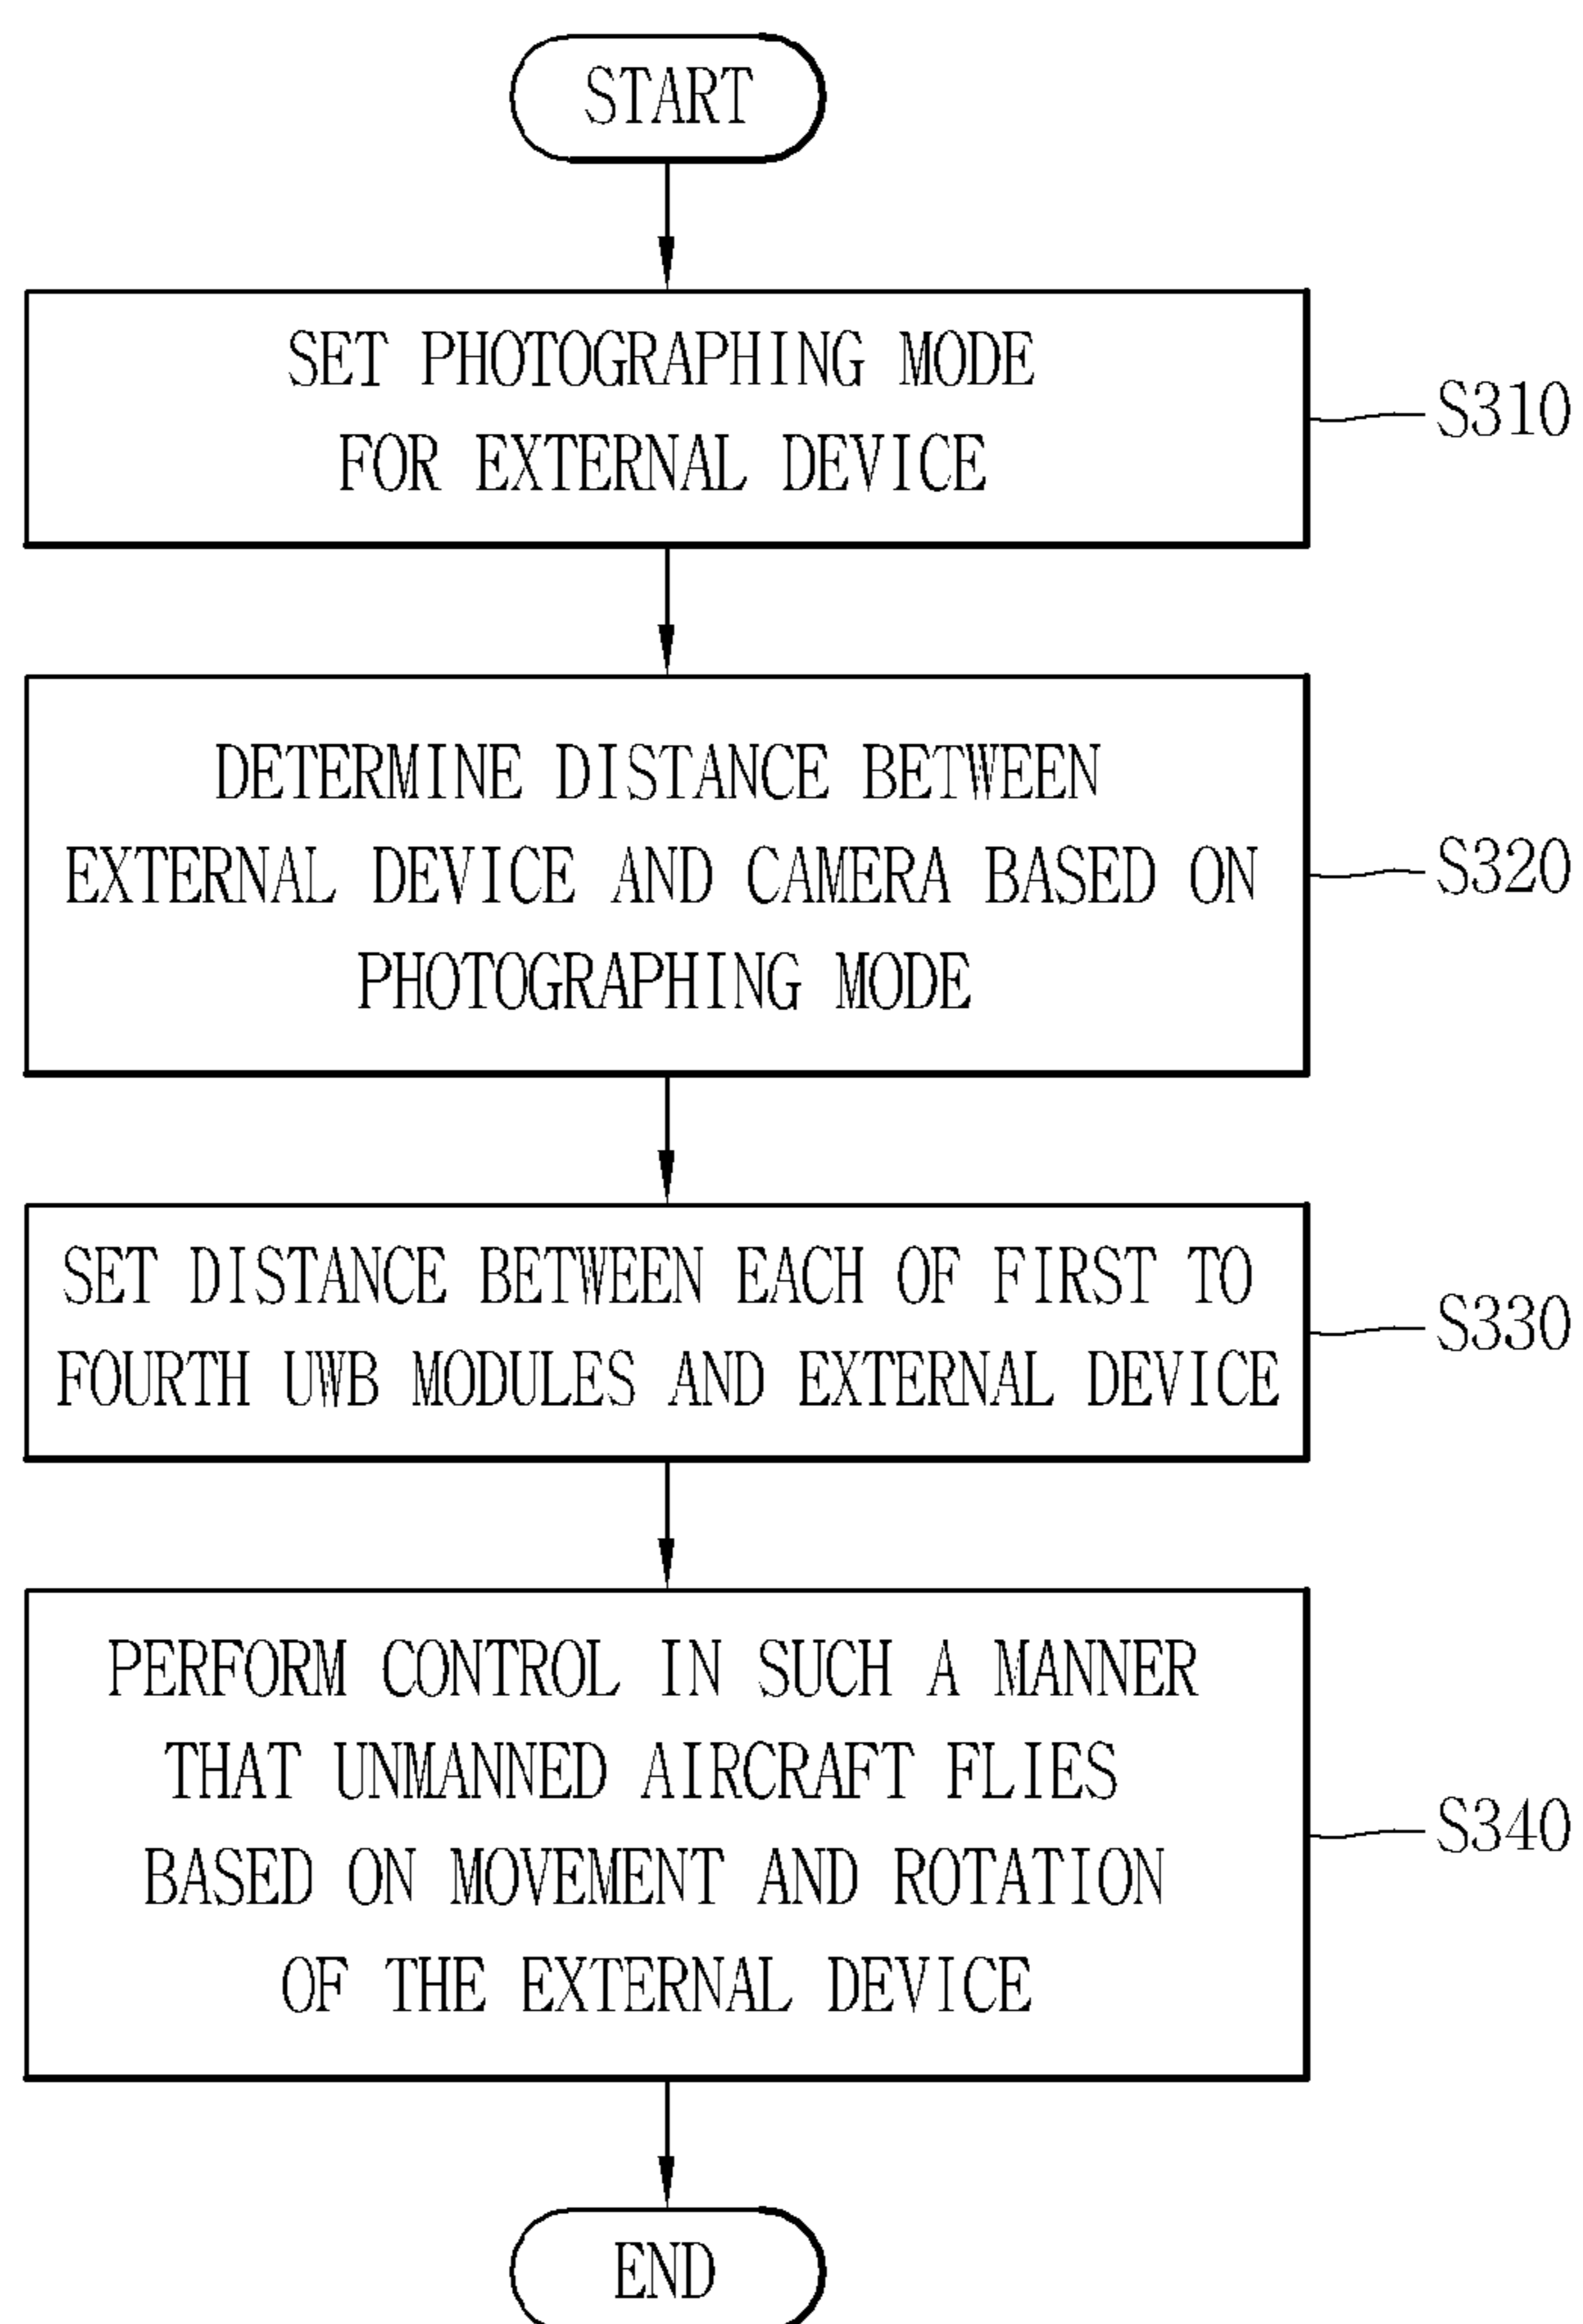 START
SET PHOTOGRAPHING MODE
FOR EXTERNAL DEVICE
S310
DETERMINE DISTANCE BETWEEN
EXTERNAL DEVICE AND CAMERA BASED ON
PHOTOGRAPHING MODE
S320
SET DISTANCE BETWEEN EACH OF FIRST TO
FOURTH UWB MODULES AND EXTERNAL DEVICE
S330
PERFORM CONTROL IN SUCH A MANNER
THAT UNMANNED AIRCRAFT FLIES
BASED ON MOVEMENT AND ROTATION
OF THE EXTERNAL DEVICE
S340
END